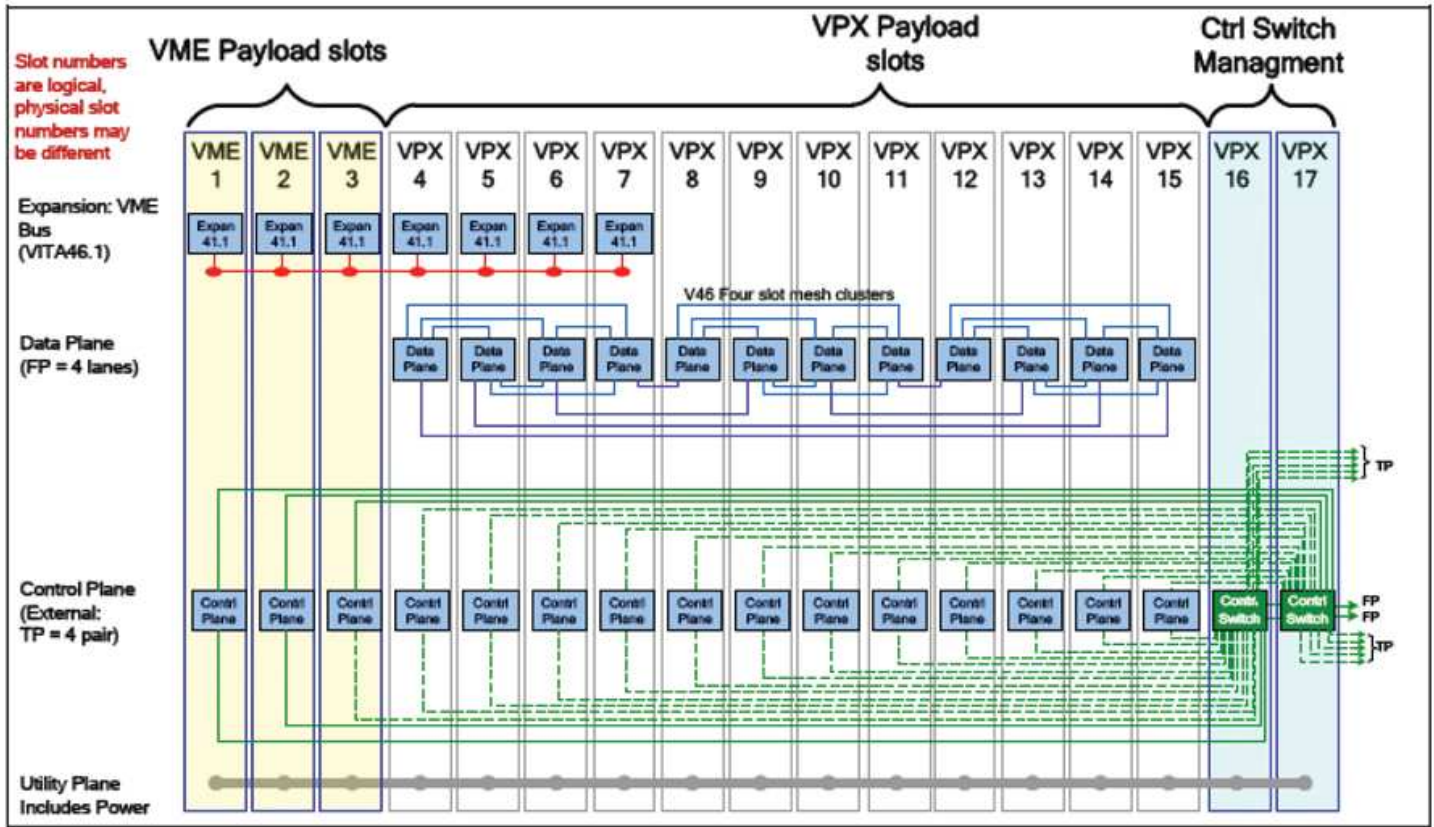 VME Payload slots
VPX Payload
slots
Ctrl Switch
Managment
Slot numbers
are logical,
physical slot
numbers may
be different
VME VME VME VPX VPX VPX VPX VPX VPX VPX VPX VPX VPX VPX VPX VPX VPX
1 2 3 4 5 6 7 8 9 10 11 12 13 14 15 16 17
Expansion: VME
Bus
(VITA46.1)
Expan Expan Expan Expan Expan Expan Expan
41.1 41.1 41.1 41.1 41.1 41.1 41.1
V46 Four slot mesh clusters
Data Plane
(FP = 4 lanes)
Data Data Data Data Data Data Data Data Data Data Data Data
Plane Plane Plane Plane Plane Plane Plane Plane Plane Plane Plane Plane
TP
Control Plane
(External:
TP = 4 pair)
Contrl Contrl Contrl Contrl Contrl Contrl Contrl Contrl Contrl Contrl Contrl Contrl Contrl Contrl Contrl Contrl Contrl
Plane Plane Plane Plane Plane Plane Plane Plane Plane Plane Plane Plane Plane Plane Plane Switch Switch
FP
FP
TP
Utility Plane
Includes Power